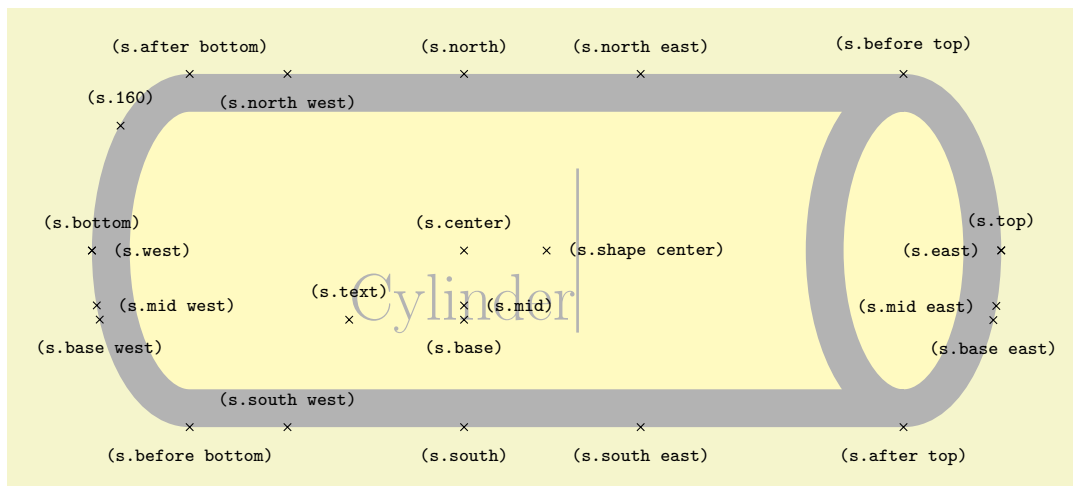 (s.after bottom) (s.north) (s.north east) (s.before top)
(s.160) (s.north west)
(s.bottom) (s.center) (s.top)
(s.west) (s.shape center) (s.east)
(s.text) Cylinder
(s.mid west) (s.mid) (s.mid east)
(s.base west) (s.base) (s.base east)
(s.south west)
(s.before bottom) (s.south) (s.south east) (s.after top)